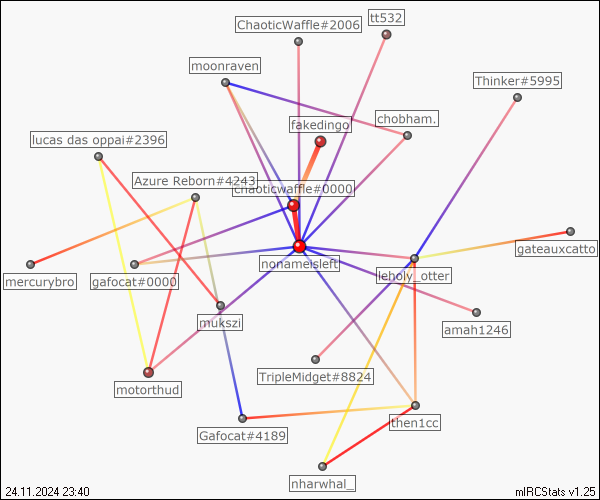 ChaoticWaffle#2006
tt532
moonraven
Thinker#5995
chobham.
fakedingo
lucas das oppai#2396
Azure Reborn#4243
chaoticwaffle#0000
gateauxcatto
nonameisleft
leholy_otter
mercurybro
gafocat#0000
mukszi
amah1246
TripleMidget#8824
motorthud
then1cc
Gafocat#4189
nharwhal_
24.11.2024 23:40
mIRCStats v1.25